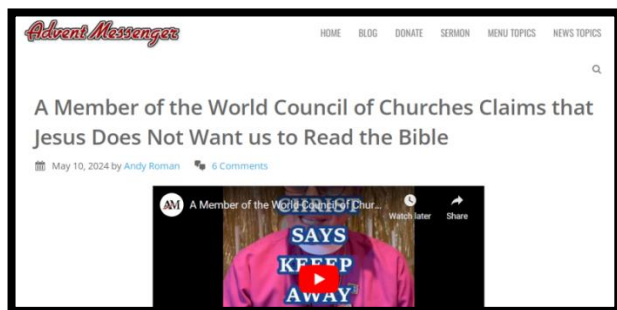 Advent Messenger
HOME BLOG DONATE SERMON MENU TOPICS NEWS TOPICS
A Member of the World Council of Churches Claims that
Jesus Does Not Want us to Read the Bible
May 10, 2024 by Andy Roman 6 Comments
AM A Member of the World Council of Chur...
Watch later Share
CHRIST
SAYS
KEEEP
AWAY